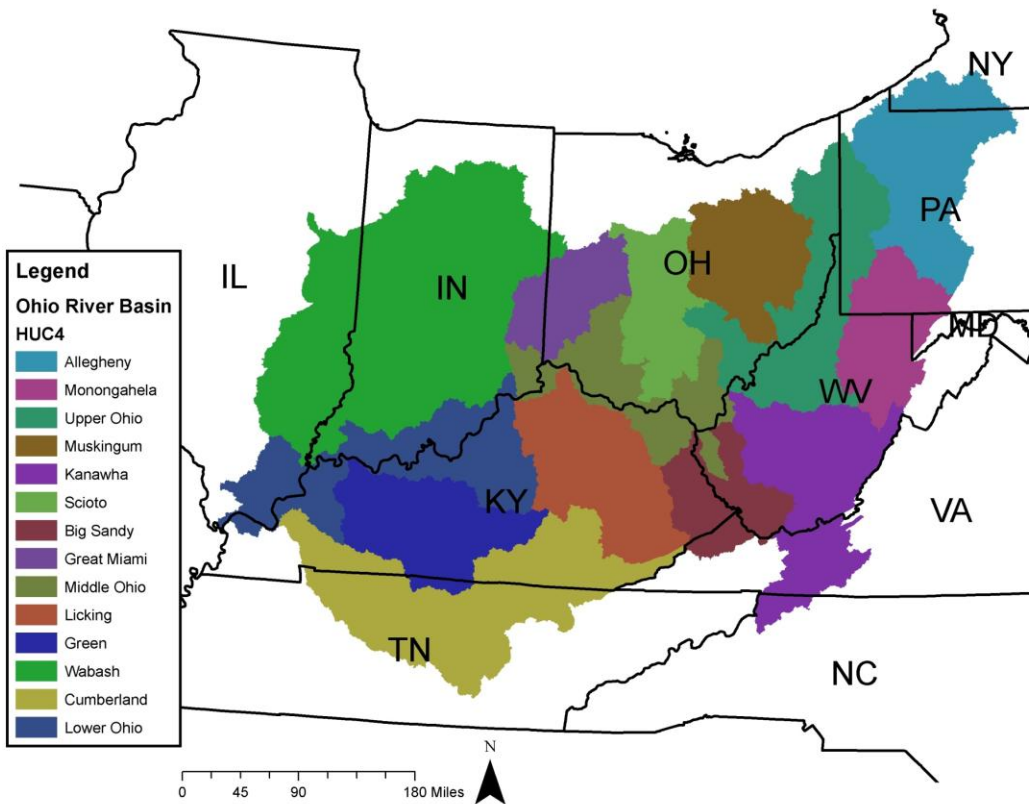 NY
PA
OH
IL
IN
MD
WV
KY
VA
TN
NC
Legend
Ohio River Basin
HUC4
Allegheny
Monongahela
Upper Ohio
Muskingum
Kanawha
Scioto
Big Sandy
Great Miami
Middle Ohio
Licking
Green
Wabash
Cumberland
Lower Ohio
N
0 45 90 180 Miles